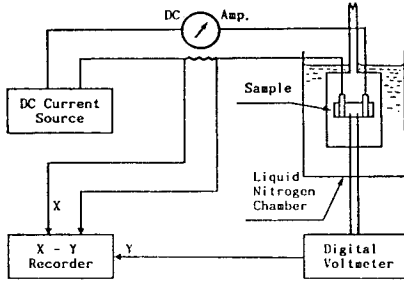 DC Amp.
DC Current
Source
Sample
Liquid
Nitrogen
Chamber
X
X - Y
Recorder
Y
Digital
Voltmeter